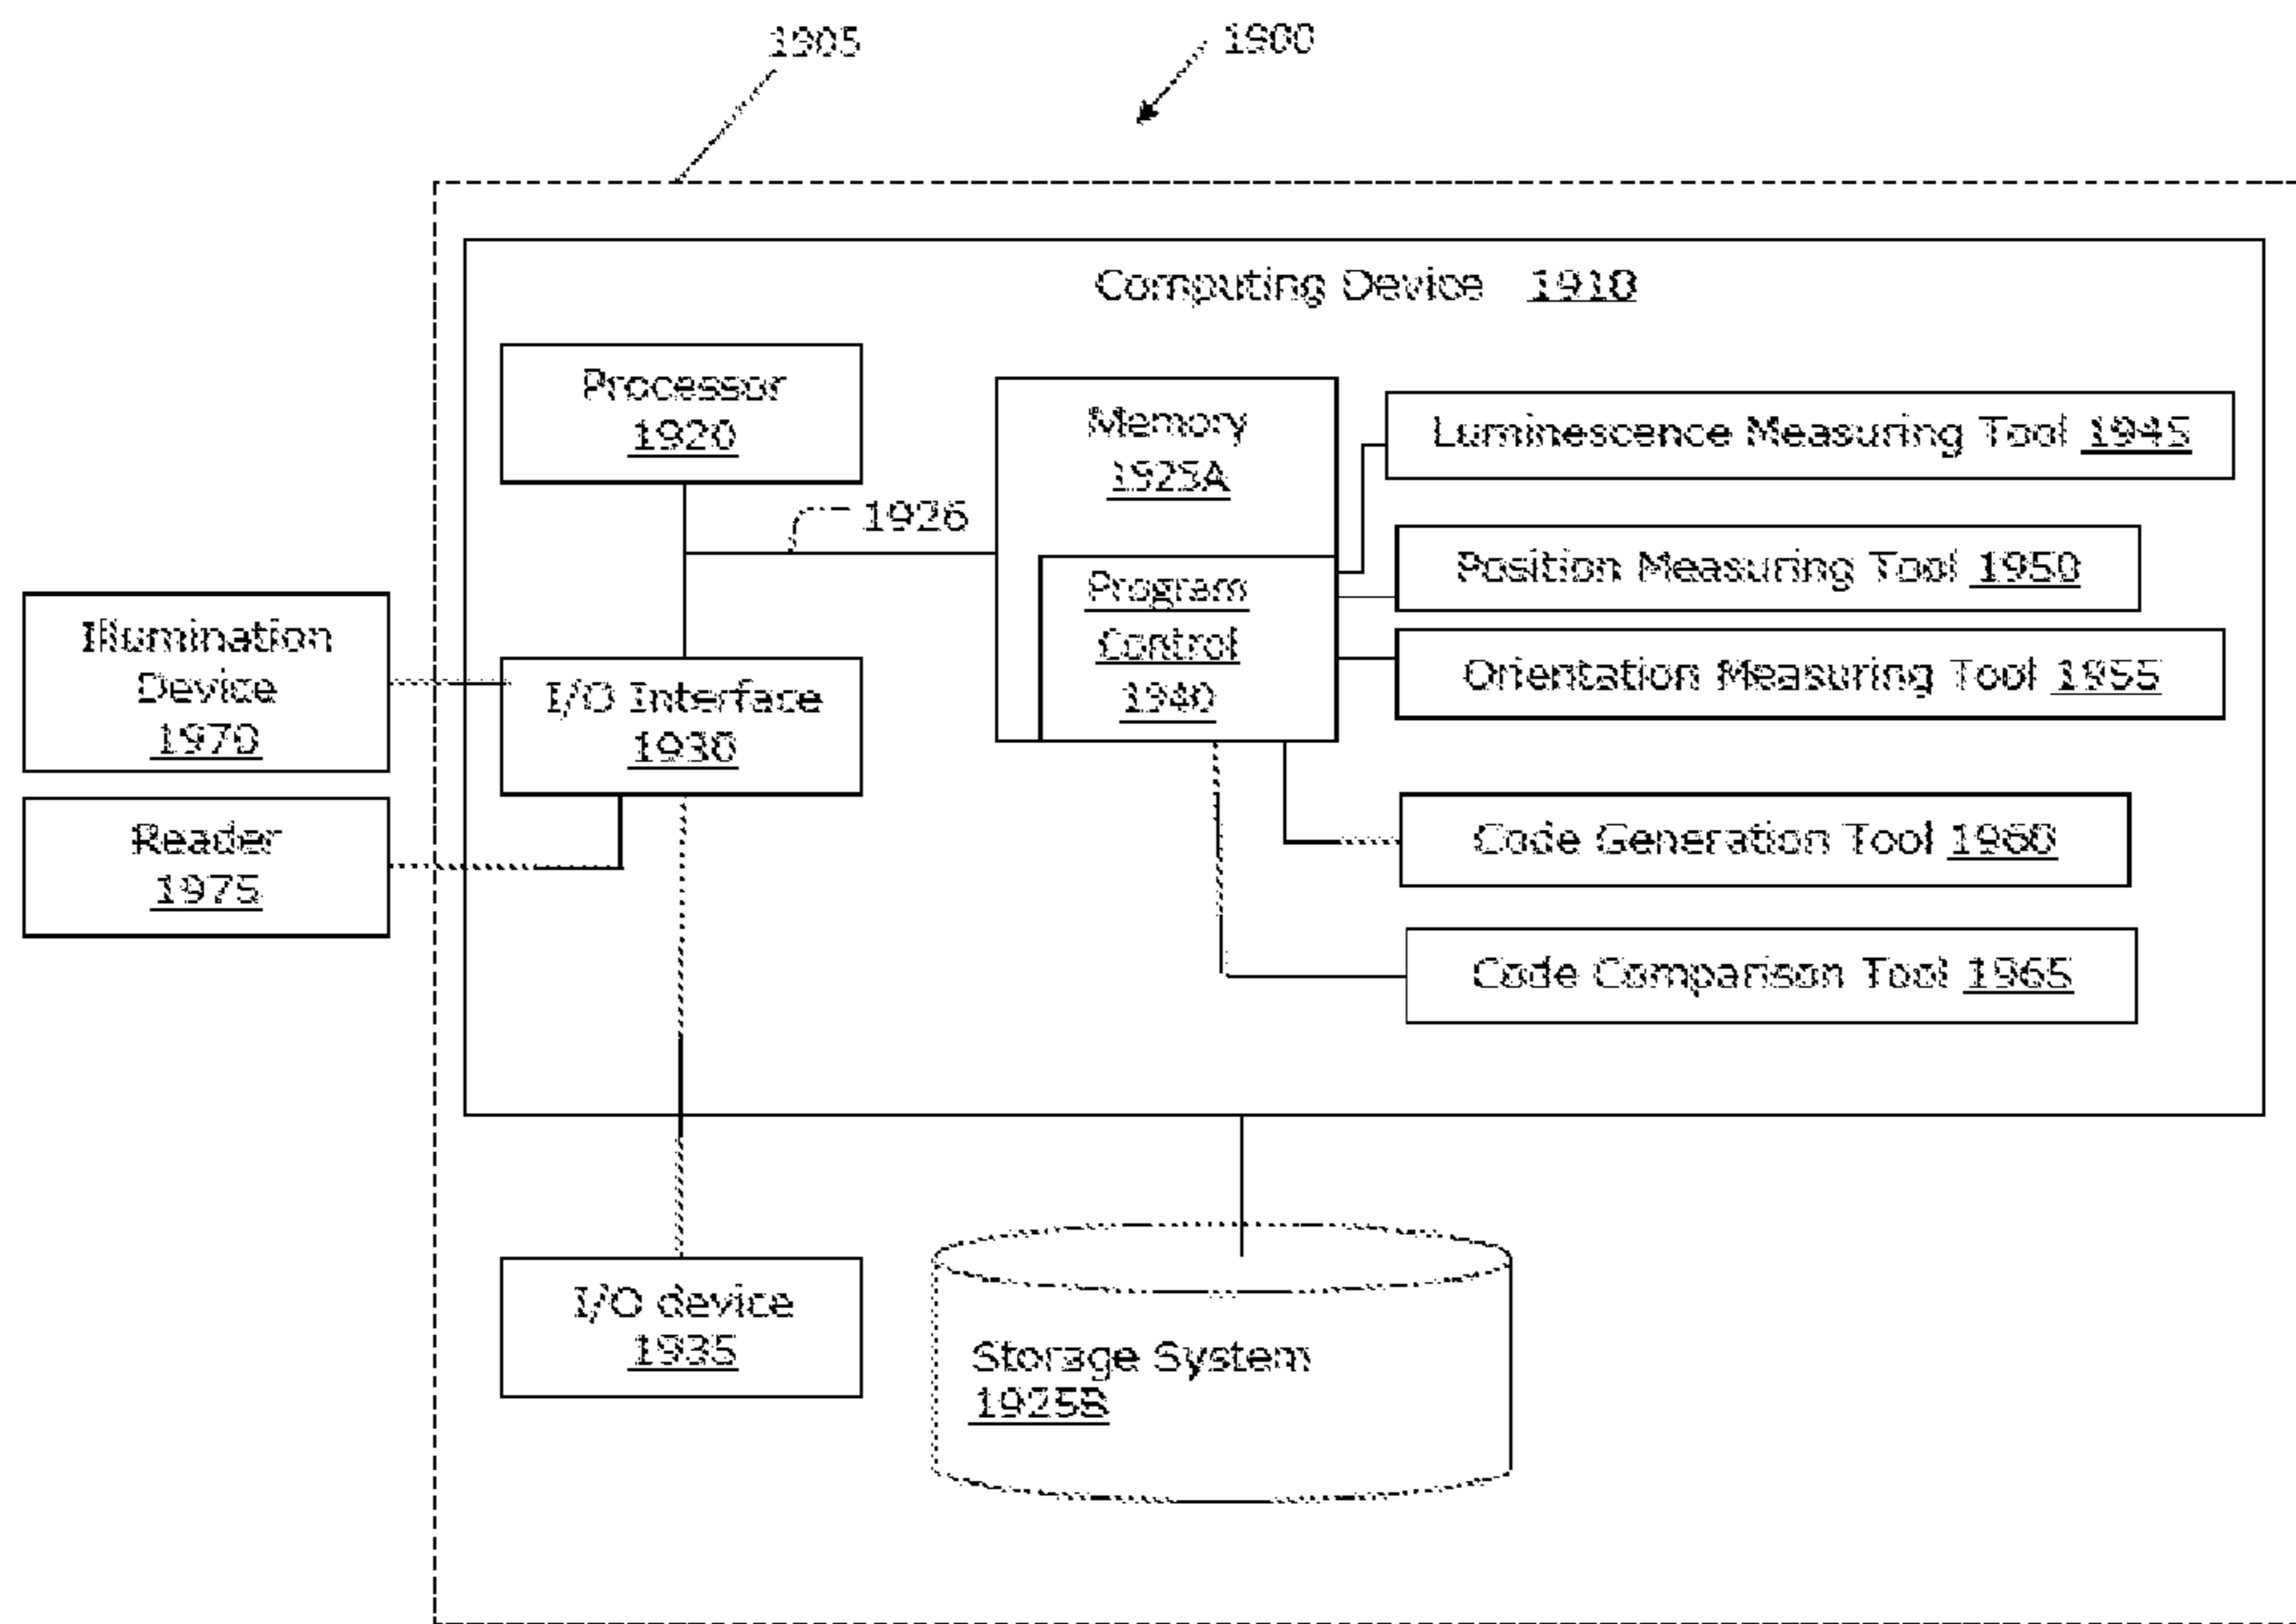 1905
1900
Computing Device 1910
Processor
1920
Memory
1925A
1926
Luminescence Measuring Tool 1945
Position Measuring Tool 1950
Program
Control
1940
Orientation Measuring Tool 1955
Illumination
Device
1970
I/O Interface
1930
Reader
1975
Code Generation Tool 1960
Code Comparison Tool 1965
I/O device
1935
Storage System
1925B